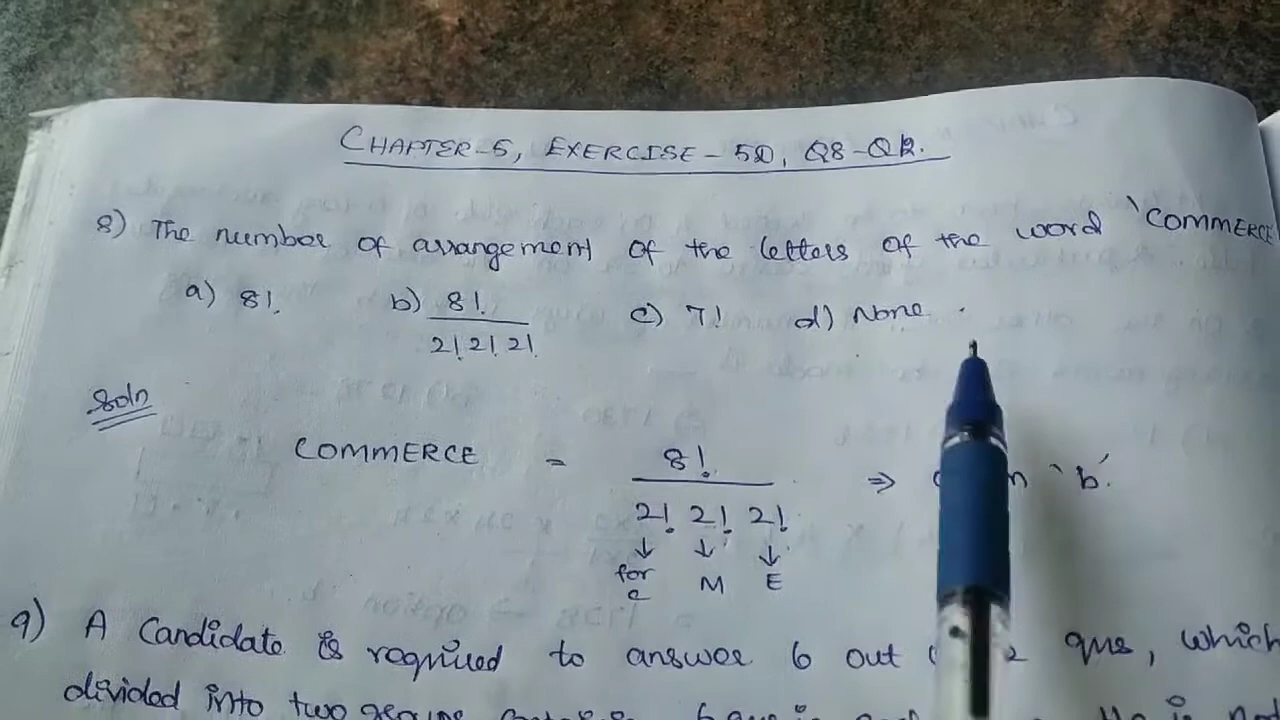 CHAPTER-5, EXERCISE-5D, Q8-Q12.
8) The number of arrangement of the letters of the word 'COMMERCE
a) 8! b) 8! / 2! 2! 2! c) 7! d) None.
Soln
COMMERCE = 8! / 2! 2! 2! ⇒ 'b'.
↓ ↓ ↓
for M E
c
9) A Candidate is required to answer 6 out qus, which
divided into two